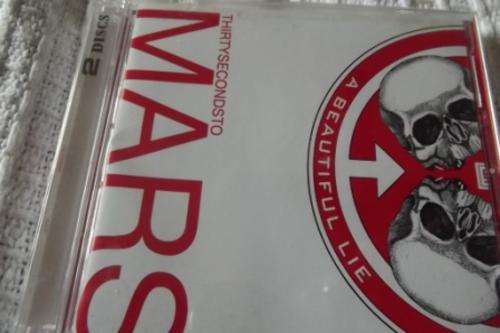 2 DISCS
THIRTYSECONDSTO
MARS
A BEAUTIFUL LIE